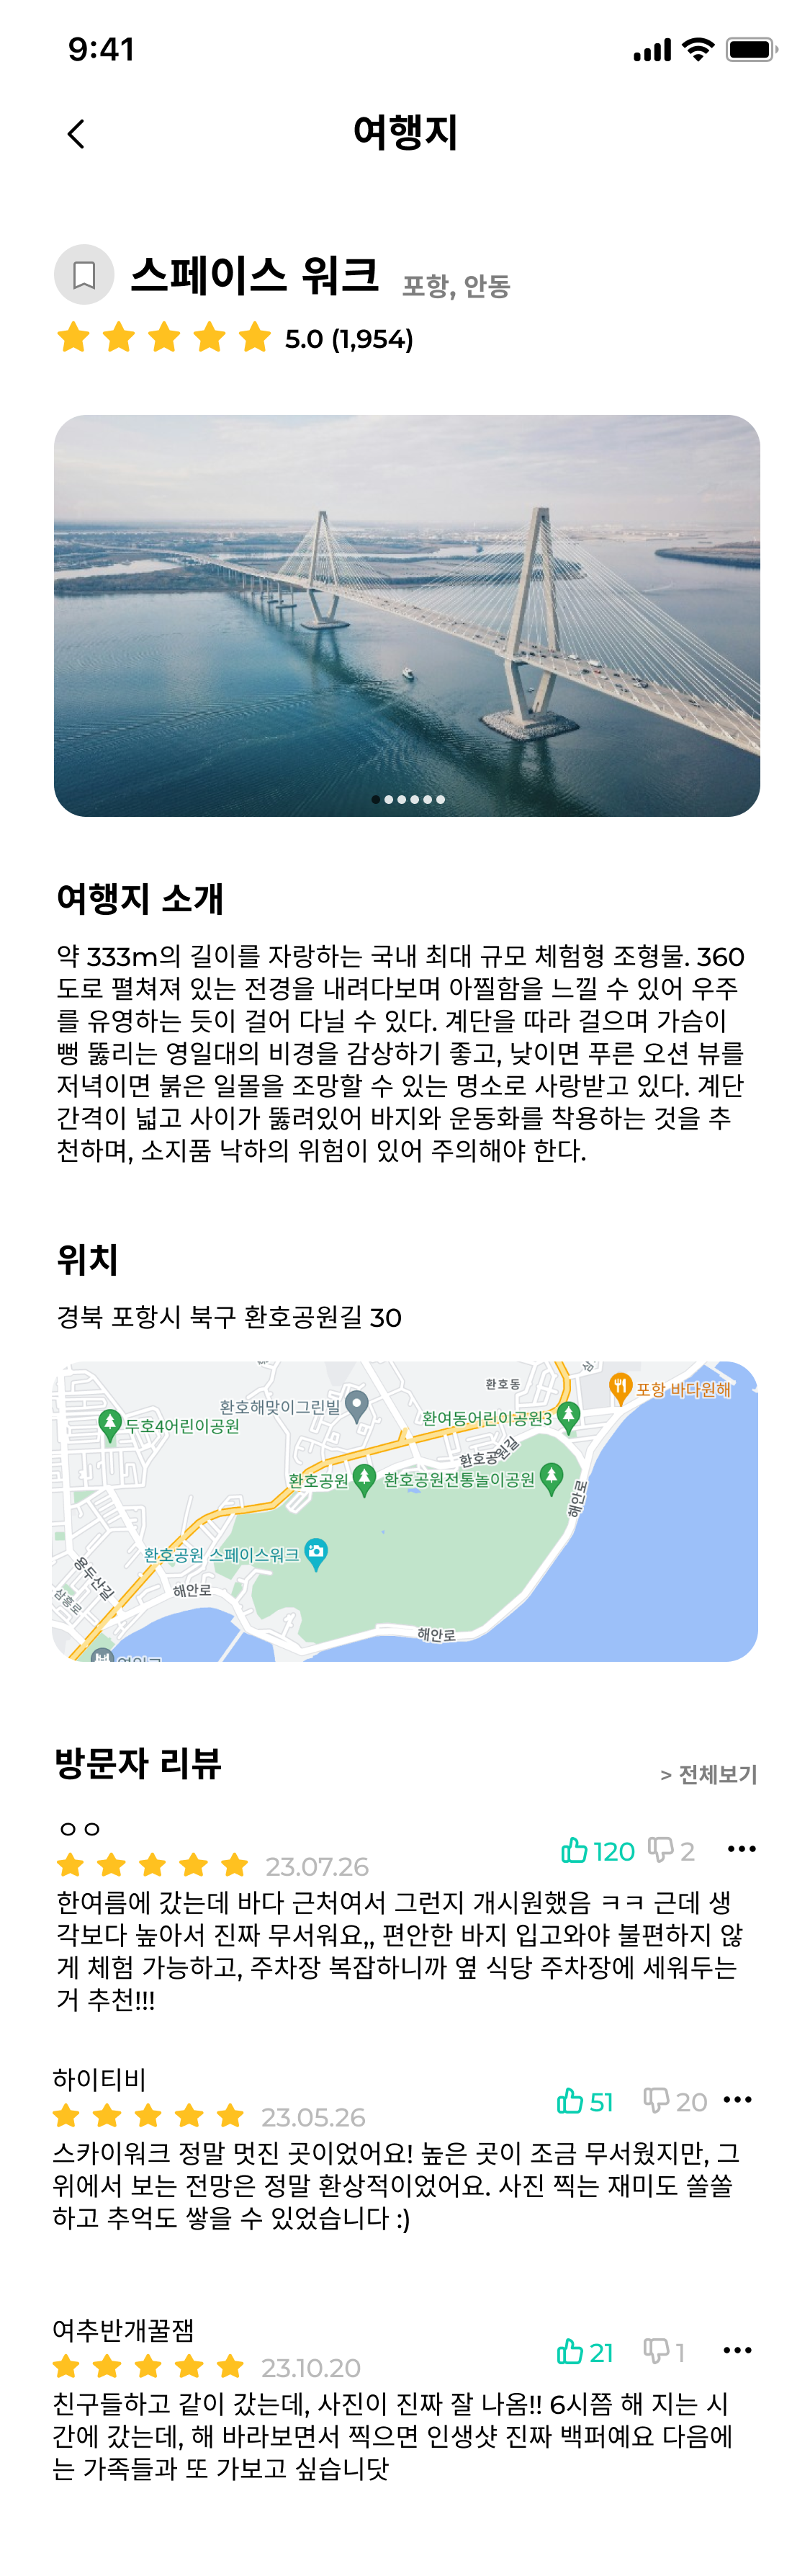 9:41
여행지
스페이스 워크 포항, 안동
5.0 (1,954)
여행지 소개
약 333m의 길이를 자랑하는 국내 최대 규모 체험형 조형물. 360
도로 펼쳐져 있는 전경을 내려다보며 아찔함을 느낄 수 있어 우주
를 유영하는 듯이 걸어 다닐 수 있다. 계단을 따라 걸으며 가슴이
뻥 뚫리는 영일대의 비경을 감상하기 좋고, 낮이면 푸른 오션 뷰를
저녁이면 붉은 일몰을 조망할 수 있는 명소로 사랑받고 있다. 계단
간격이 넓고 사이가 뚫려있어 바지와 운동화를 착용하는 것을 추
천하며, 소지품 낙하의 위험이 있어 주의해야 한다.
위치
경북 포항시 북구 환호공원길 30
환호동
포항 바다원해
환호해맞이그린빌
환여동어린이공원3
두호4어린이공원
환호공원길
환호공원
환호공원전통놀이공원
해안로
환호공원 스페이스워크
용두산길
해안로
삼흥로
해안로
방문자 리뷰
> 전체보기
ㅇㅇ
23.07.26
120
2
한여름에 갔는데 바다 근처여서 그런지 개시원했음 ㅋㅋ 근데 생
각보다 높아서 진짜 무서워요,, 편안한 바지 입고와야 불편하지 않
게 체험 가능하고, 주차장 복잡하니까 옆 식당 주차장에 세워두는
거 추천!!!
하이티비
23.05.26
51
20
스카이워크 정말 멋진 곳이었어요! 높은 곳이 조금 무서웠지만, 그
위에서 보는 전망은 정말 환상적이었어요. 사진 찍는 재미도 쏠쏠
하고 추억도 쌓을 수 있었습니다 :)
여추반개꿀잼
23.10.20
21
1
친구들하고 같이 갔는데, 사진이 진짜 잘 나옴!! 6시쯤 해 지는 시
간에 갔는데, 해 바라보면서 찍으면 인생샷 진짜 백퍼예요 다음에
는 가족들과 또 가보고 싶습니닷